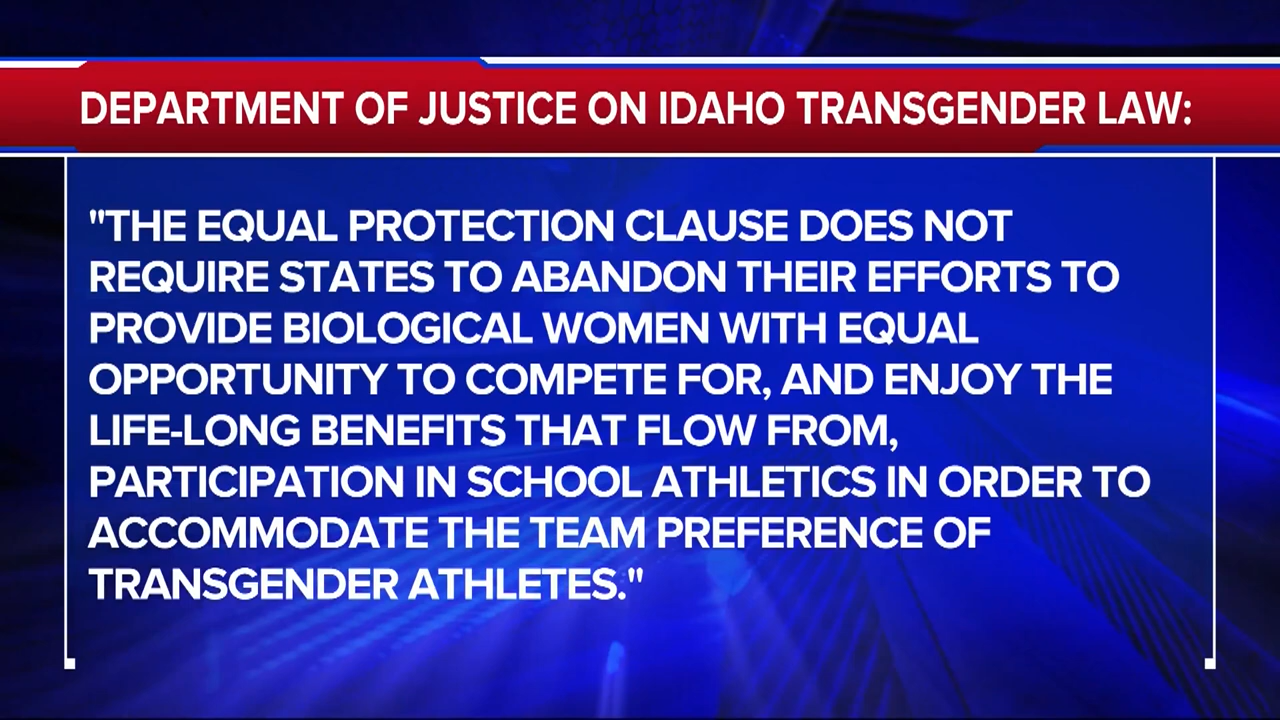 DEPARTMENT OF JUSTICE ON IDAHO TRANSGENDER LAW:
"THE EQUAL PROTECTION CLAUSE DOES NOT
REQUIRE STATES TO ABANDON THEIR EFFORTS TO
PROVIDE BIOLOGICAL WOMEN WITH EQUAL
OPPORTUNITY TO COMPETE FOR, AND ENJOY THE
LIFE-LONG BENEFITS THAT FLOW FROM,
PARTICIPATION IN SCHOOL ATHLETICS IN ORDER TO
ACCOMMODATE THE TEAM PREFERENCE OF
TRANSGENDER ATHLETES."